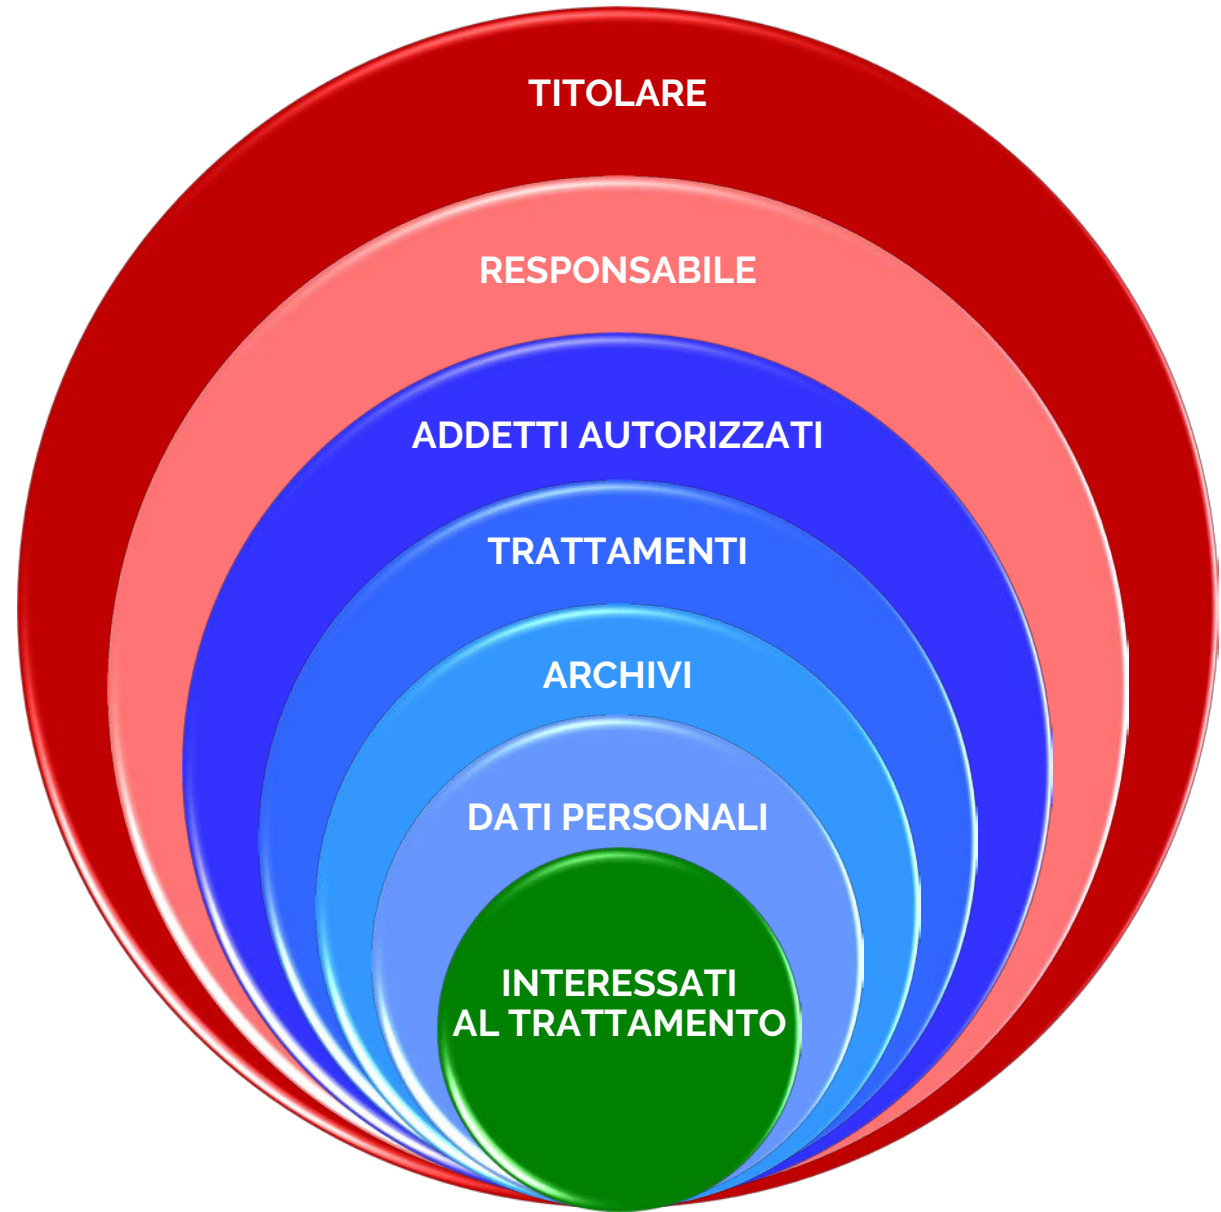 TITOLARE
RESPONSABILE
ADDETTI AUTORIZZATI
TRATTAMENTI
ARCHIVI
DATI PERSONALI
INTERESSATI
AL TRATTAMENTO